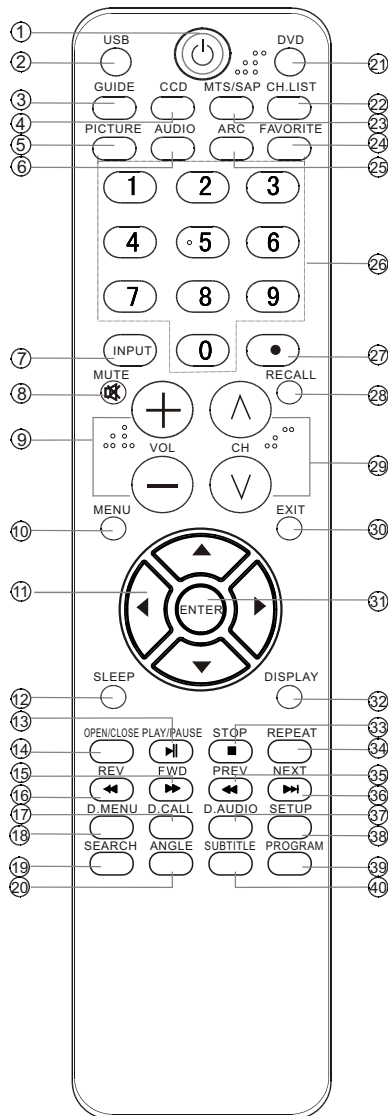 1
USB DVD
2 21
GUIDE CCD MTS/SAP CH.LIST
3 22
4 23
PICTURE AUDIO ARC FAVORITE
5 24
6 25
1 2 3
4 5 6 26
7 8 9
7 INPUT 0 27
MUTE RECALL
8 28
9 VOL CH 29
MENU EXIT
10 30
11 ENTER 31
SLEEP DISPLAY
12 32
13 33
OPEN/CLOSE PLAY/PAUSE STOP REPEAT
14 34
15 REV FWD PREV NEXT 35
16 36
17 37
D.MENU D.CALL D.AUDIO SETUP
18 38
SEARCH ANGLE SUBTITLE PROGRAM
19 39
20 40